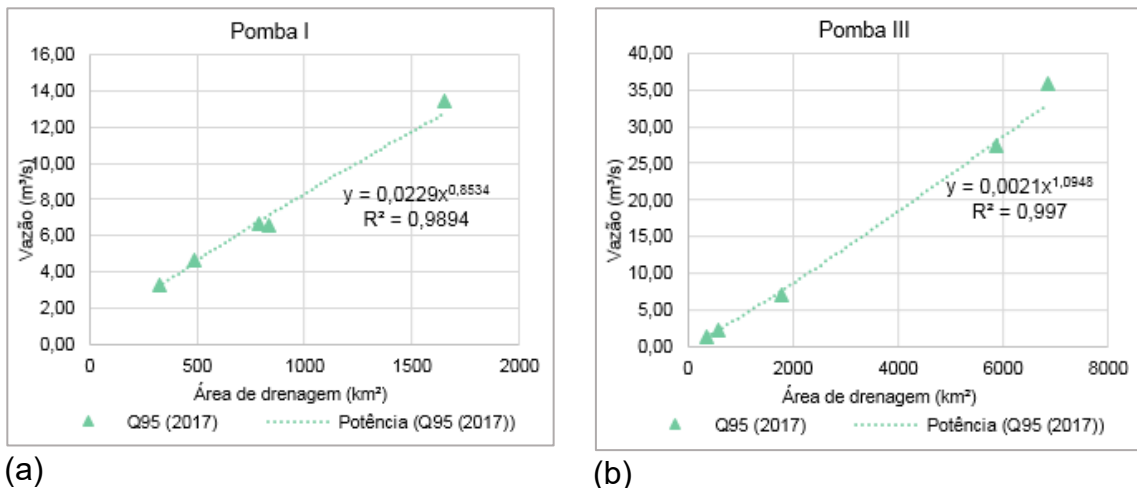 Pomba I
16,00
14,00
12,00
10,00
8,00
6,00
4,00
2,00
0,00
Vazão (m³/s)
y = 0,0229x^0,8534
R² = 0,9894
0 500 1000 1500 2000
Área de drenagem (km²)
Q95 (2017) Potência (Q95 (2017))
(a)
Pomba III
40,00
35,00
30,00
25,00
20,00
15,00
10,00
5,00
0,00
Vazão (m³/s)
y = 0,0021x^1,0948
R² = 0,997
0 2000 4000 6000 8000
Área de drenagem (km²)
Q95 (2017) Potência (Q95 (2017))
(b)